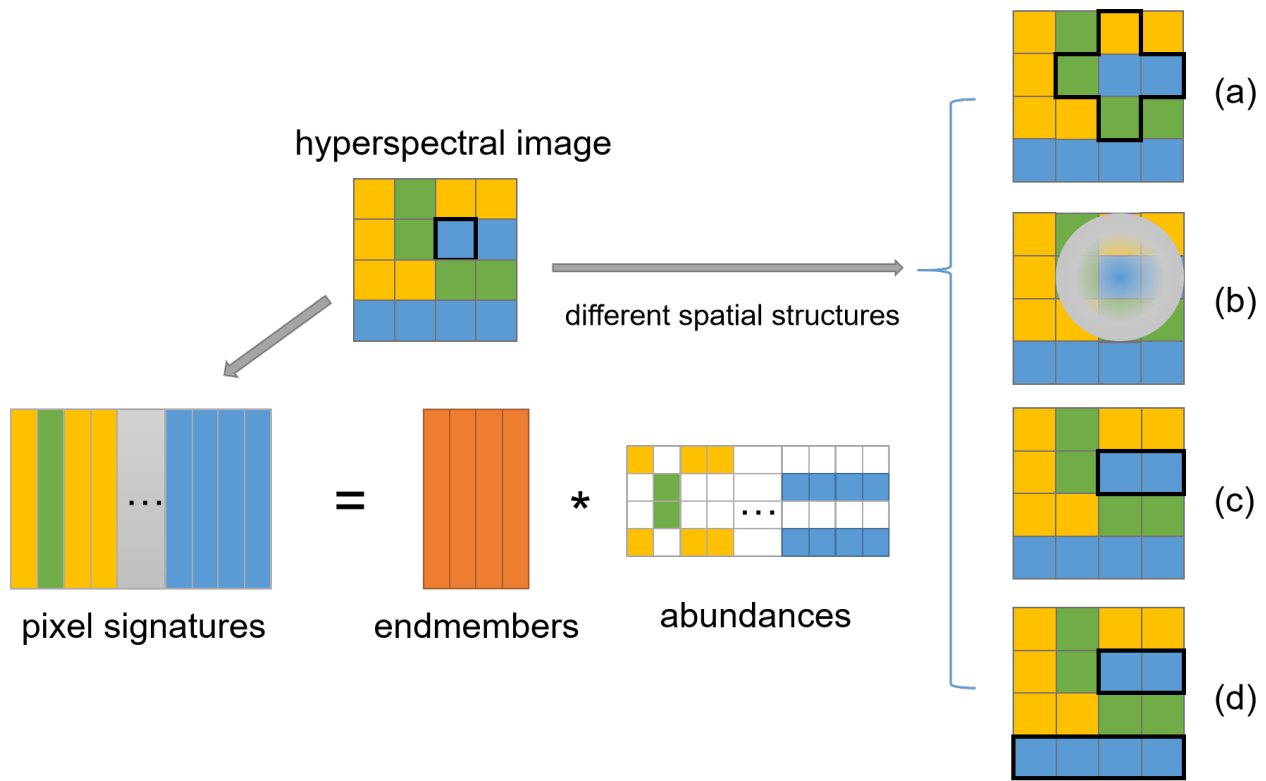 hyperspectral image
different spatial structures
(a)
(b)
(c)
(d)
...
=
*
...
pixel signatures
endmembers
abundances